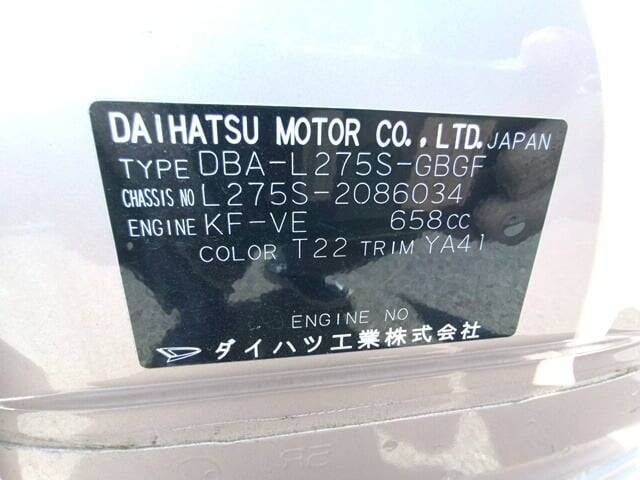 DAIHATSU MOTOR CO., LTD. JAPAN
TYPE DBA-L275S-GBGF
CHASSIS NO L275S-2086034
ENGINE KF-VE 658cc
COLOR T22 TRIM YA41
ENGINE NO
ダイハツ工業株式会社